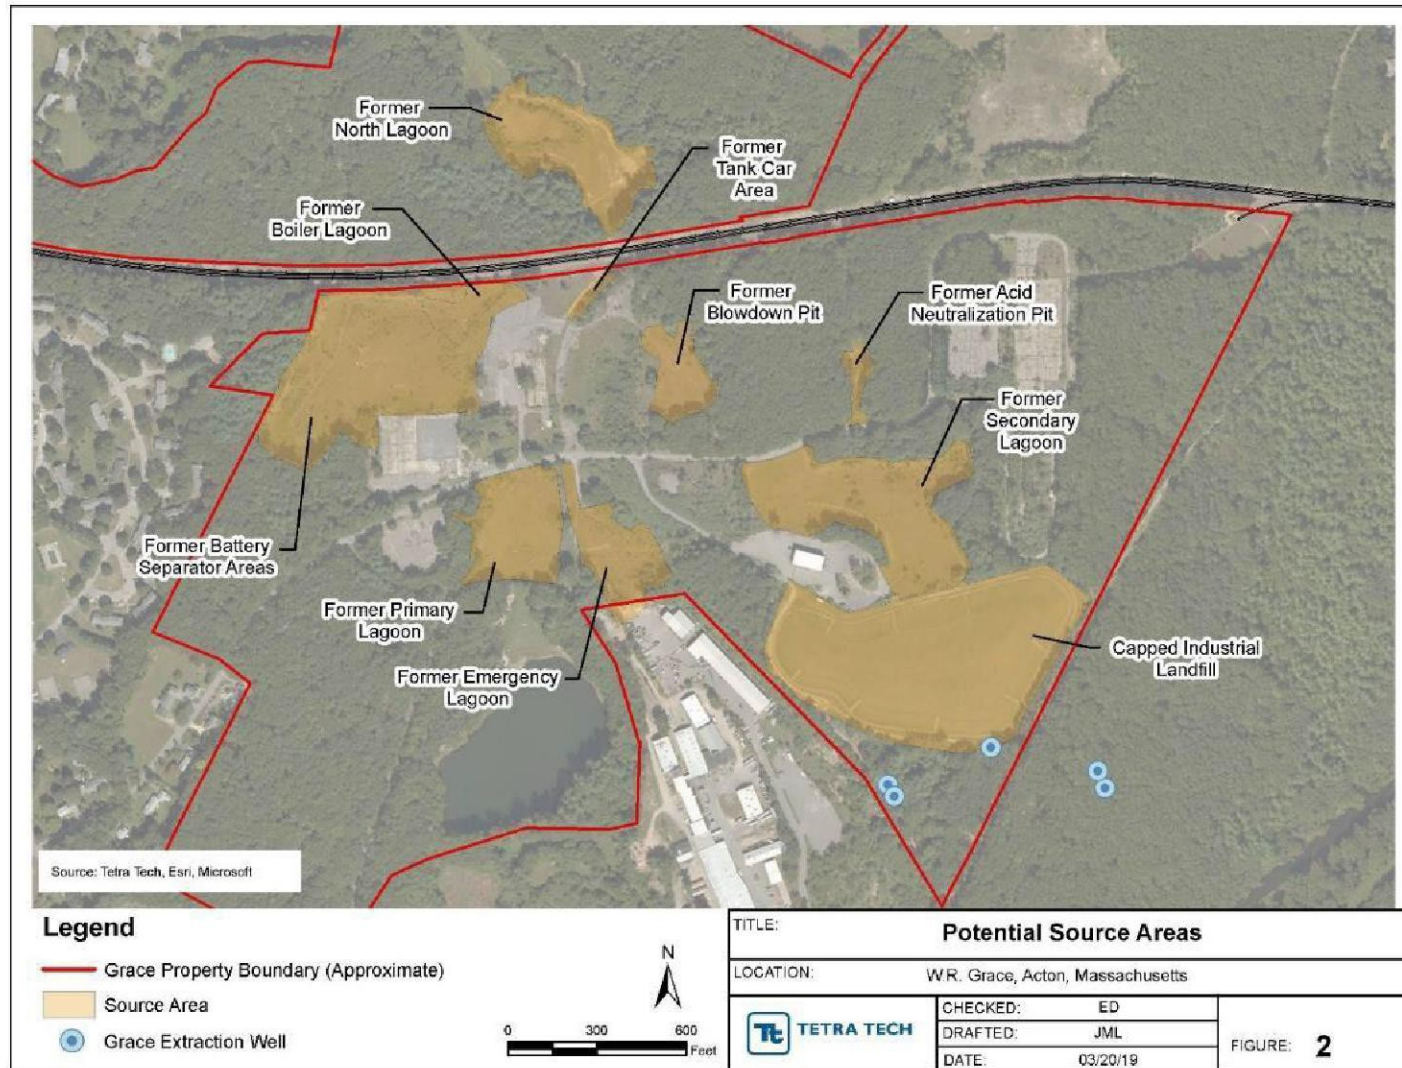 Former
North Lagoon
Former
Tank Car
Area
Former
Boiler Lagoon
Former
Blowdown Pit
Former Acid
Neutralization Pit
Former
Secondary
Lagoon
Former Battery
Separator Areas
Former Primary
Lagoon
Former Emergency
Lagoon
Capped Industrial
Landfill
Source: Tetra Tech, Esri, Microsoft
Legend
Grace Property Boundary (Approximate)
Source Area
Grace Extraction Well
N
0 300 600
Feet
TITLE:
Potential Source Areas
LOCATION:
W.R. Grace, Acton, Massachusetts
Tt TETRA TECH
CHECKED: ED
DRAFTED: JML
DATE: 03/20/19
FIGURE: 2